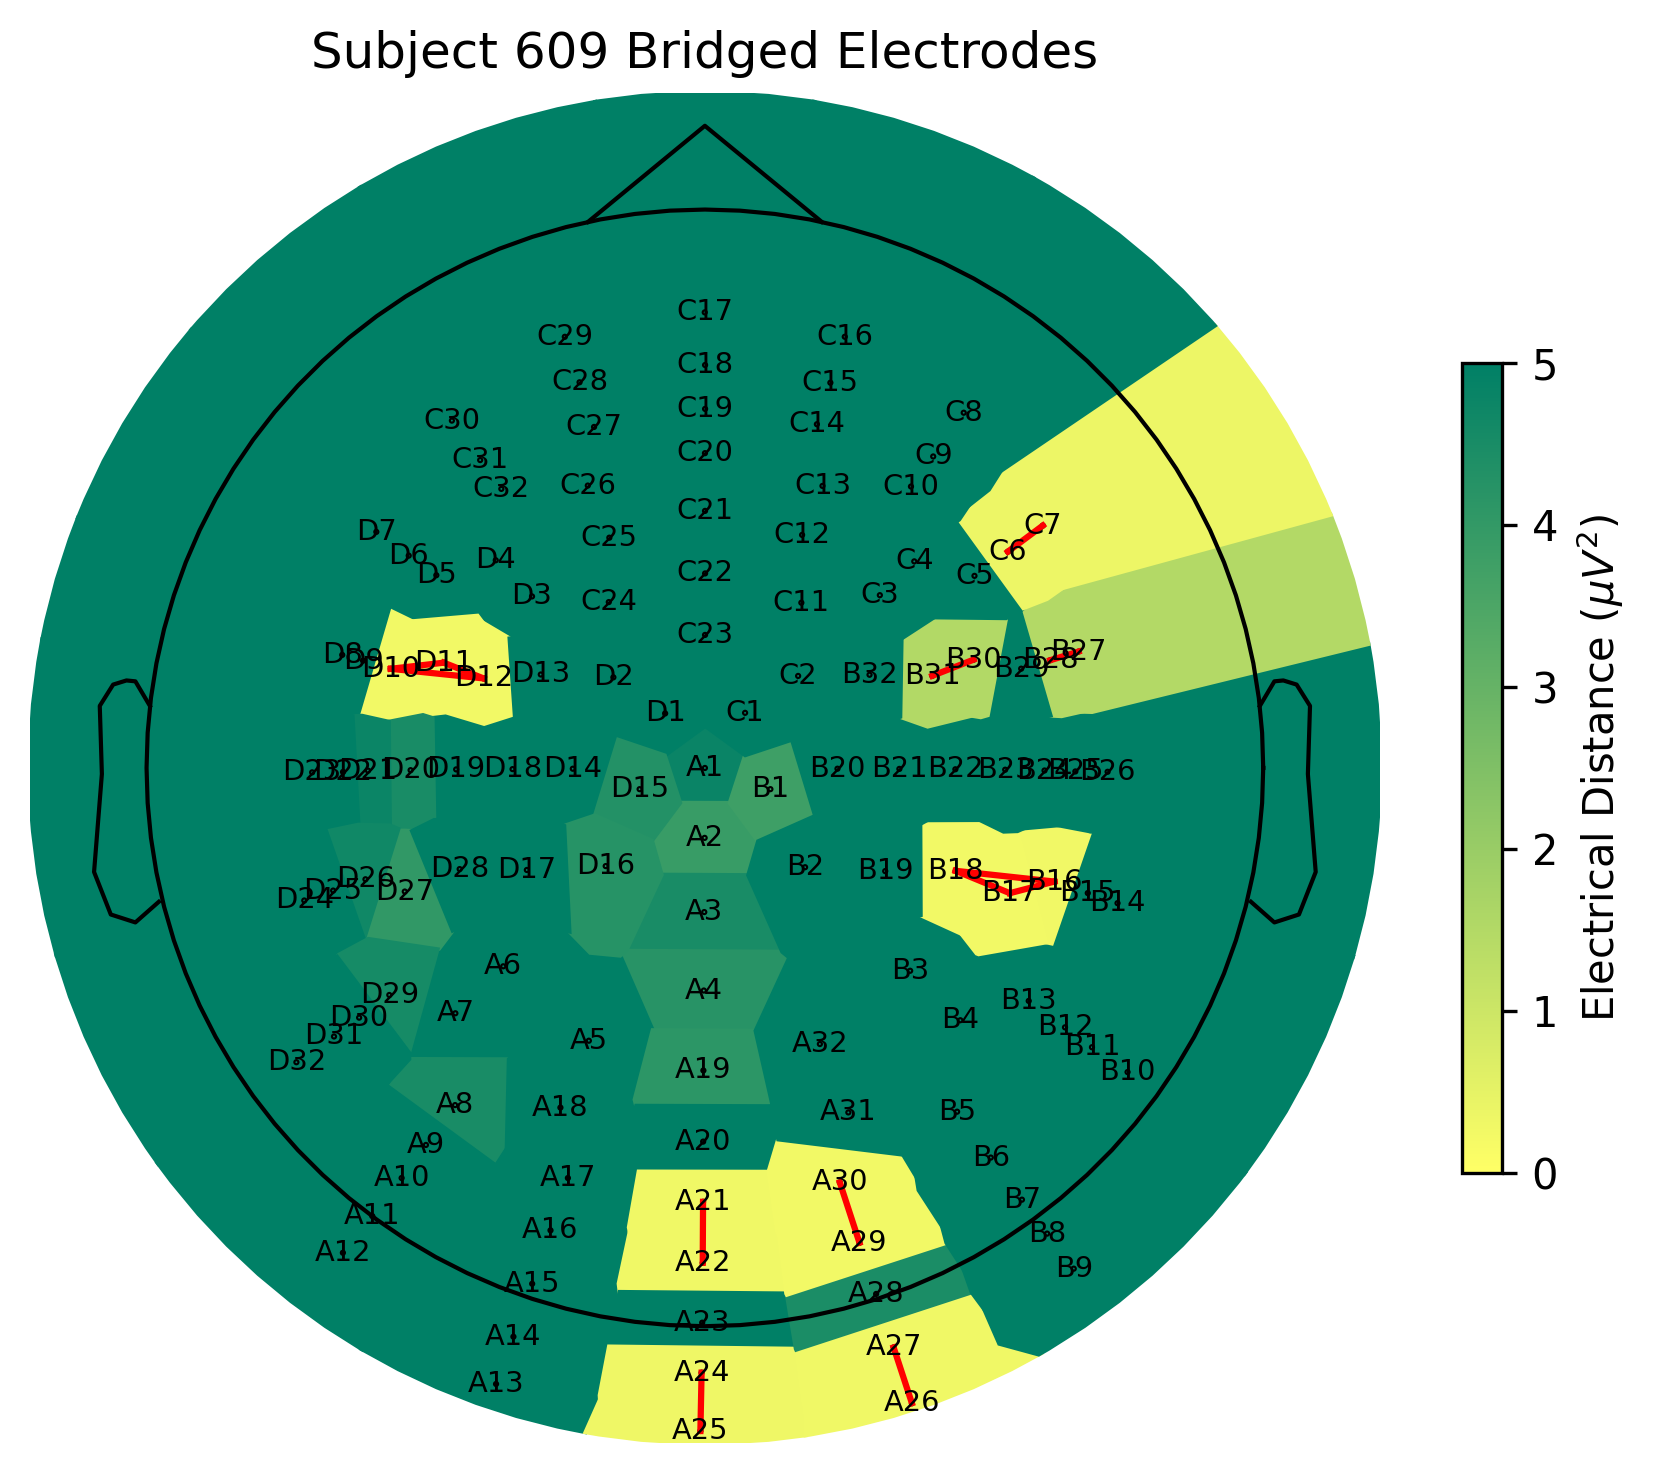 Subject 609 Bridged Electrodes
C17
C29
C16
C18
C28
C15
C19
C8
C30
C27
C14
C20
C9
C31
C32
C26
C13
C10
C21
C7
D7
C25
C12
C6
D6
D4
C4
D5
C22
C5
D3
C24
C11
C3
C23
D8
D9
D10
D11
D12
D13
D2
C2
B32
B31
B30
B29
B28
B27
D1
C1
D23
D22
D21
D20
D19
D18
D14
A1
B20
B21
B22
B23
B24
B25
B26
D15
B1
A2
D24
D25
D26
D27
D28
D17
D16
B2
B19
B18
B17
B16
B15
B14
A3
A6
B3
D29
A4
B13
D30
A7
B4
B12
D31
A5
A32
B11
D32
A19
B10
A8
A18
A31
B5
A9
A20
B6
A10
A17
A30
A21
B7
A11
A16
A29
B8
A12
A22
B9
A15
A28
A14
A23
A27
A13
A24
A26
A25
5
4
3
2
1
0
Electrical Distance (μV²)